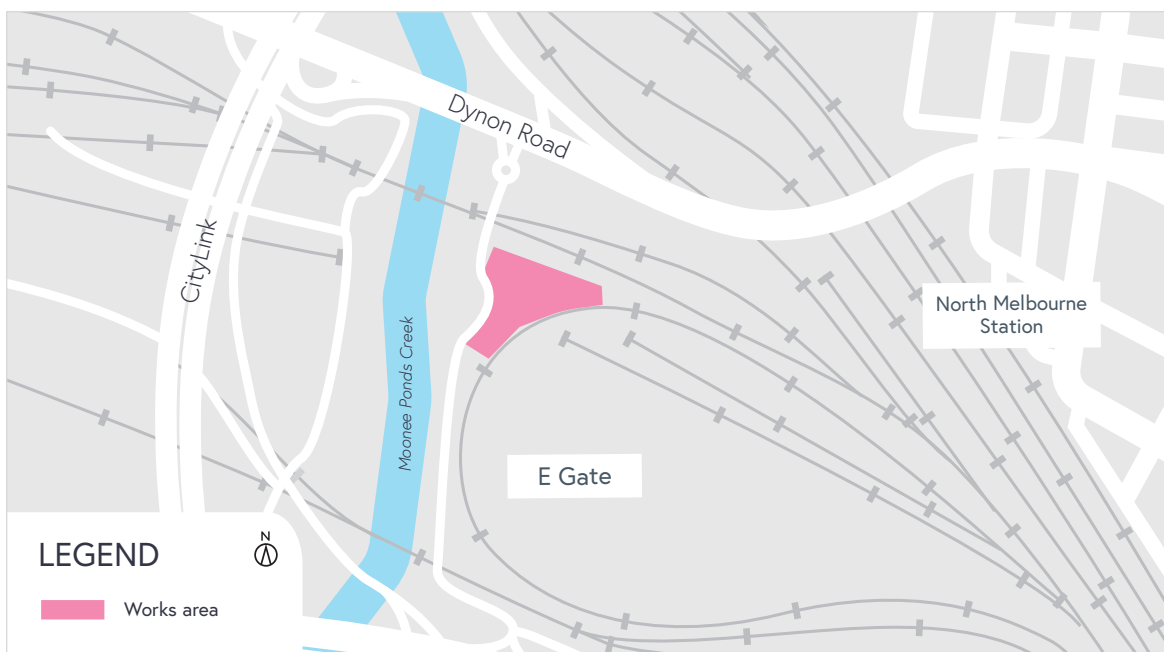 Dynon Road
CityLink
North Melbourne
Station
Moonee Ponds Creek
E Gate
LEGEND
N
Works area